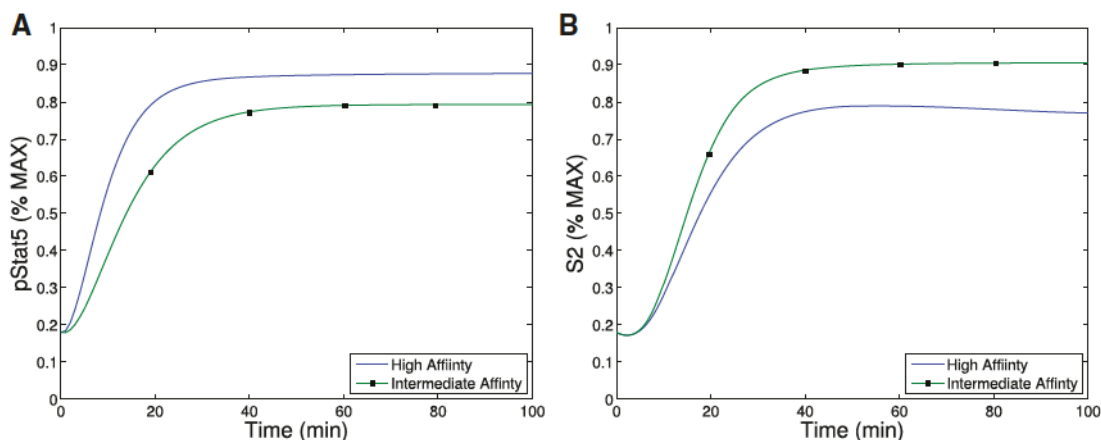 A
pStat5 (% MAX)
1
0.9
0.8
0.7
0.6
0.5
0.4
0.3
0.2
0.1
0
0 20 40 60 80 100
Time (min)
High Affiinty
Intermediate Affinty
B
S2 (% MAX)
1
0.9
0.8
0.7
0.6
0.5
0.4
0.3
0.2
0.1
0
0 20 40 60 80 100
Time (min)
High Affiinty
Intermediate Affinty